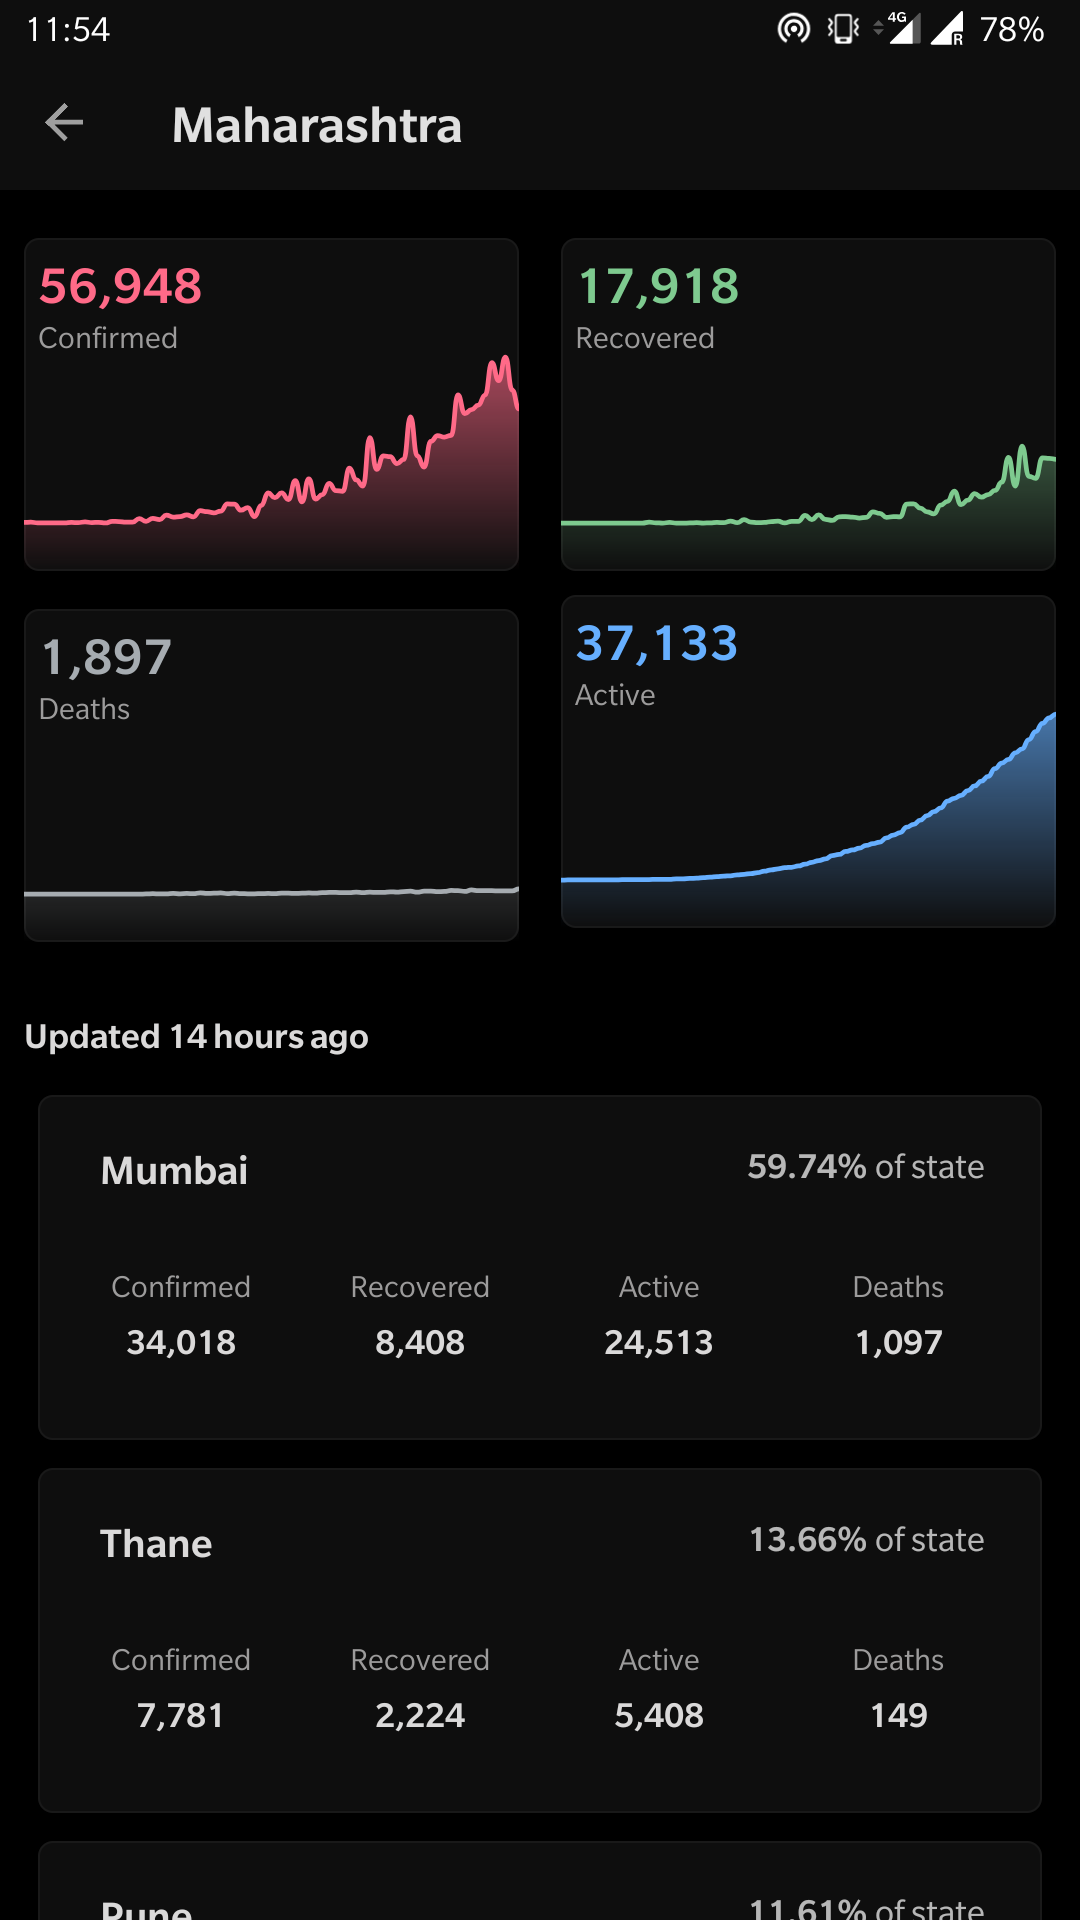 11:54
4G
R
78%
Maharashtra
56,948
Confirmed
17,918
Recovered
1,897
Deaths
37,133
Active
Updated 14 hours ago
Mumbai
59.74% of state
Confirmed Recovered Active Deaths
34,018 8,408 24,513 1,097
Thane
13.66% of state
Confirmed Recovered Active Deaths
7,781 2,224 5,408 149
Pune
11.61% of state